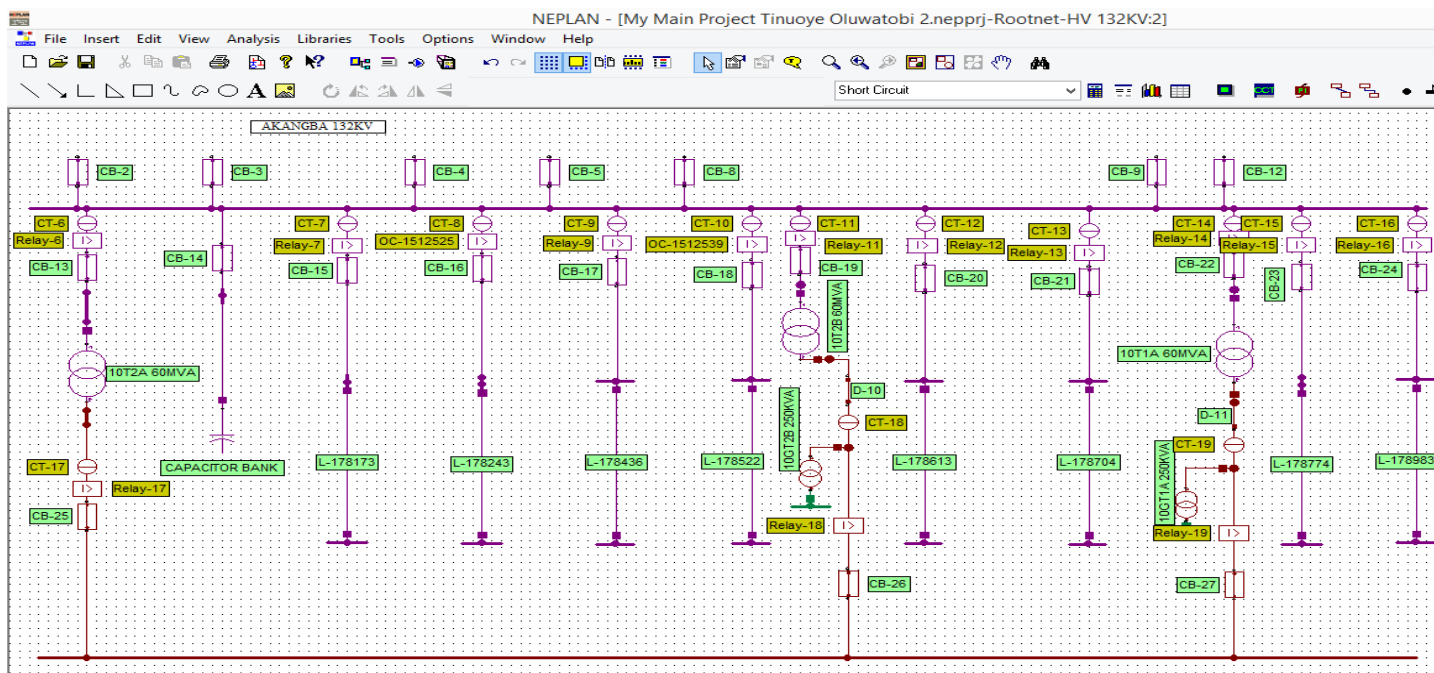 NEPLAN
NEPLAN - [My Main Project Tinuoye Oluwatobi 2.nepprj-Rootnet-HV 132KV:2]
File Insert Edit View Analysis Libraries Tools Options Window Help
Short Circuit
CCT
AKANGBA 132KV
CB-2 CB-3 CB-4 CB-5 CB-8 CB-9 CB-12
CT-6 CT-7 CT-8 CT-9 CT-10 CT-11 CT-12 CT-13 CT-14 CT-15 CT-16
Relay-6 Relay-7 OC-1512525 Relay-9 OC-1512539 Relay-11 Relay-12 Relay-13 Relay-14 Relay-15 Relay-16
CB-13 CB-14 CB-15 CB-16 CB-17 CB-18 CB-19 CB-20 CB-21 CB-22 CB-23 CB-24
10T2A 60MVA
10T2B 60MVA
10T1A 60MVA
D-10
D-11
10GT2B 250KVA
CT-18
10GT1A 250KVA
CT-19
CT-17 CAPACITOR BANK L-178173 L-178243 L-178436 L-178522 L-178613 L-178704 L-178774 L-178983
Relay-17
CB-25
Relay-18
Relay-19
CB-26
CB-27